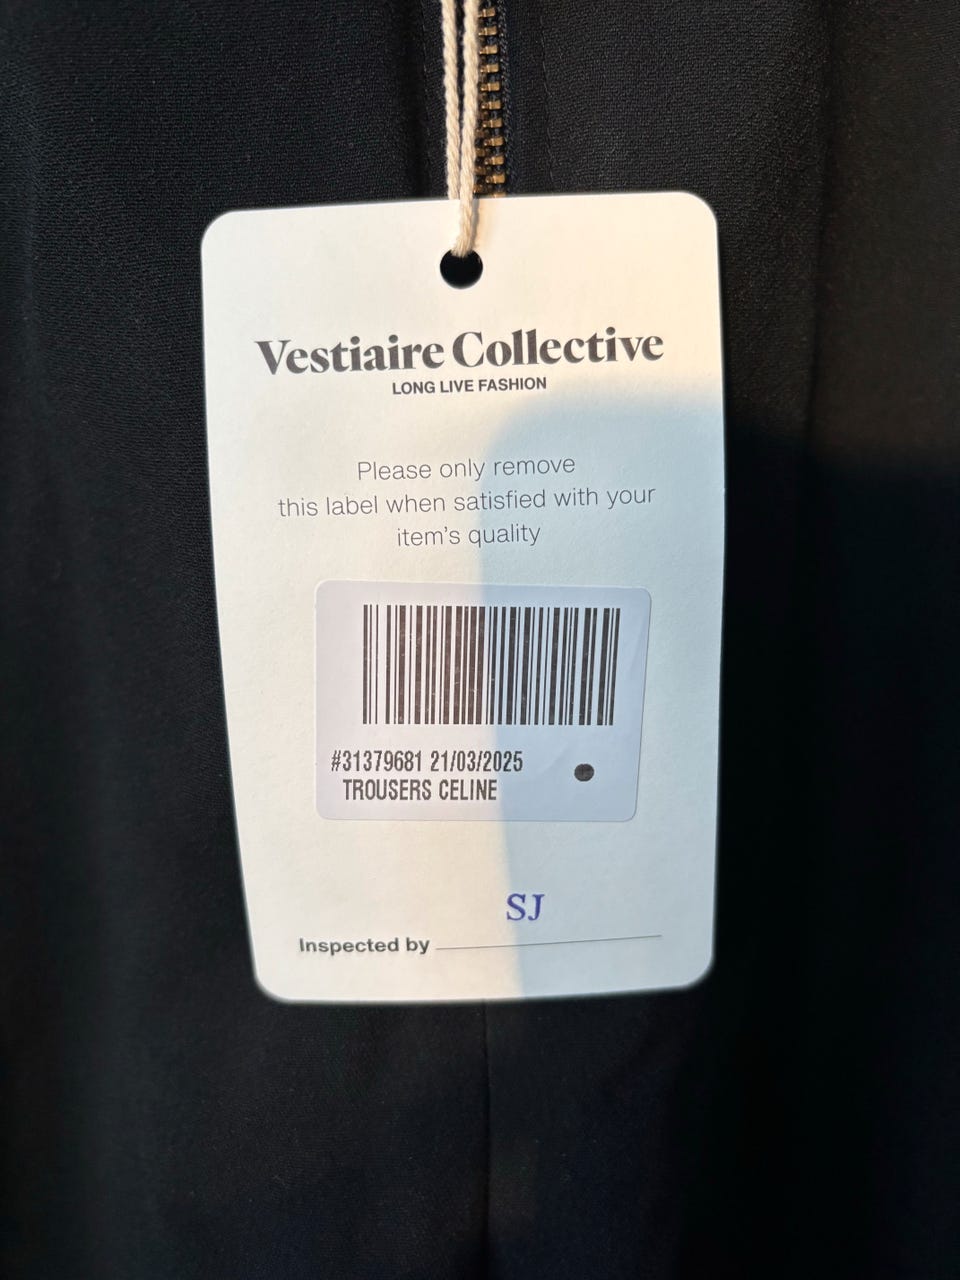 Vestiaire Collective
LONG LIVE FASHION
Please only remove
this label when satisfied with your
item's quality
#31379681 21/03/2025
TROUSERS CELINE
SJ
Inspected by